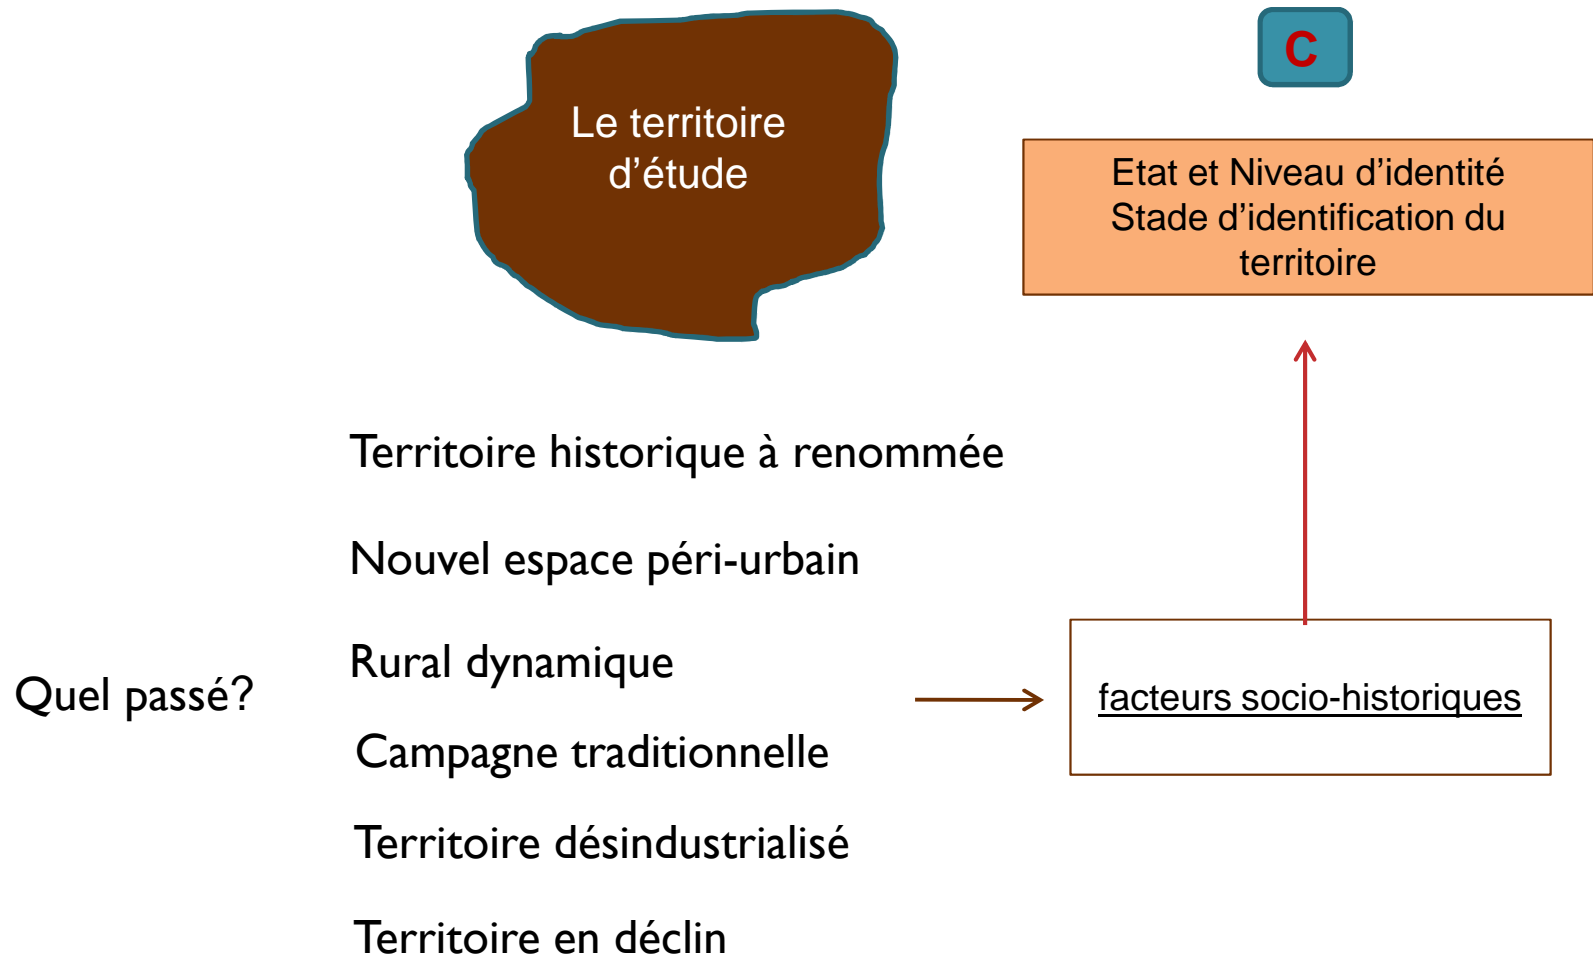 Le territoire
d’étude
C
Etat et Niveau d’identité
Stade d’identification du
territoire
Territoire historique à renommée
Nouvel espace péri-urbain
Rural dynamique
Quel passé?
facteurs socio-historiques
Campagne traditionnelle
Territoire désindustrialisé
Territoire en déclin